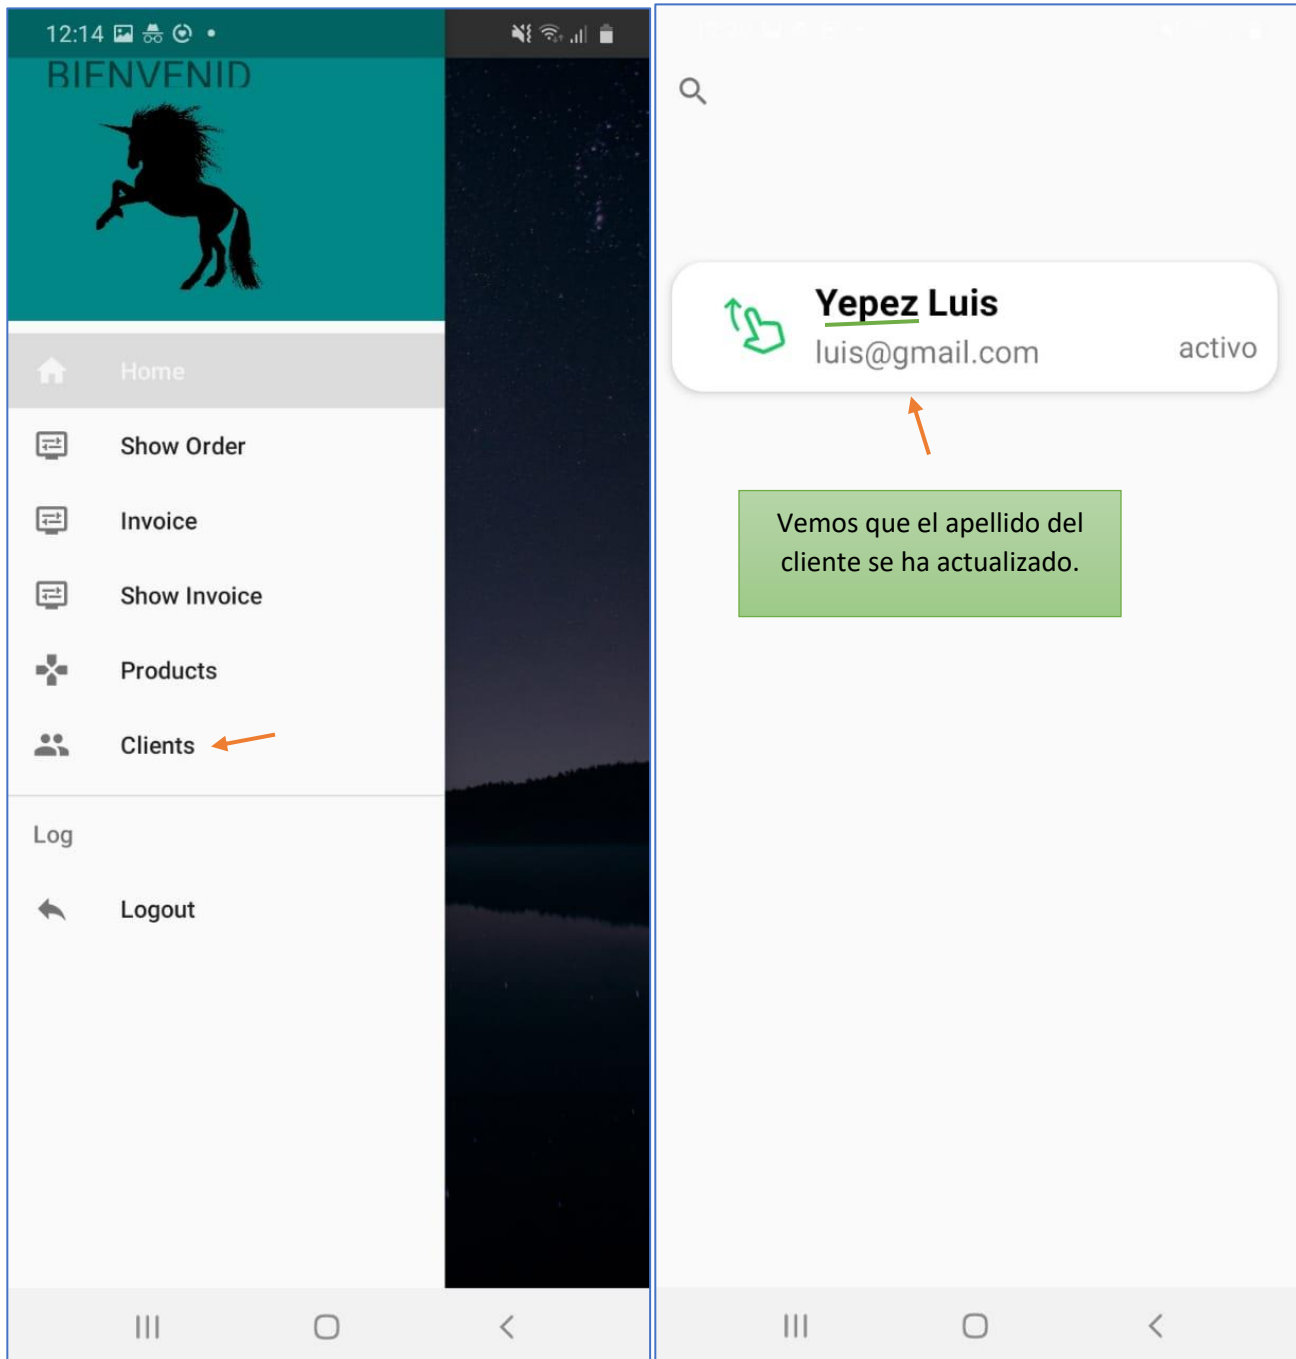 12:14
BIENVENID
Home
Show Order
Invoice
Show Invoice
Products
Clients
Log
Logout
Yepez Luis
luis@gmail.com
activo
Vemos que el apellido del
cliente se ha actualizado.